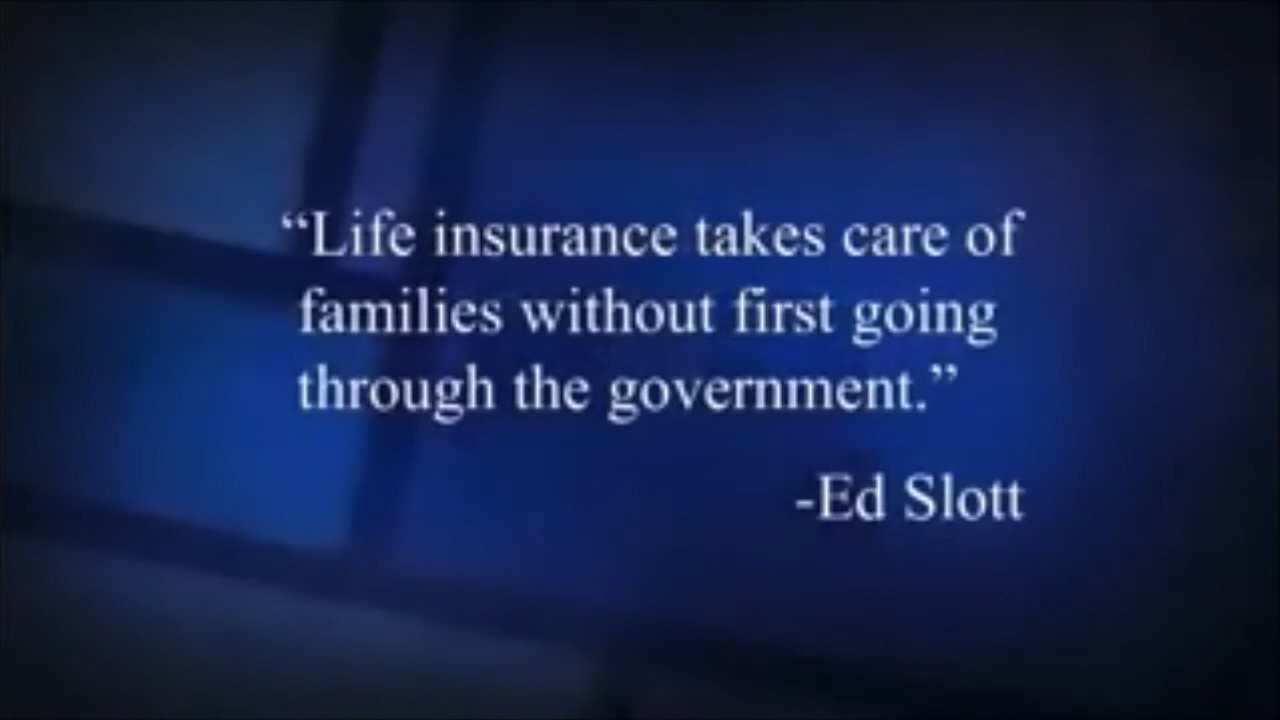 “Life insurance takes care of
families without first going
through the government.”
-Ed Slott